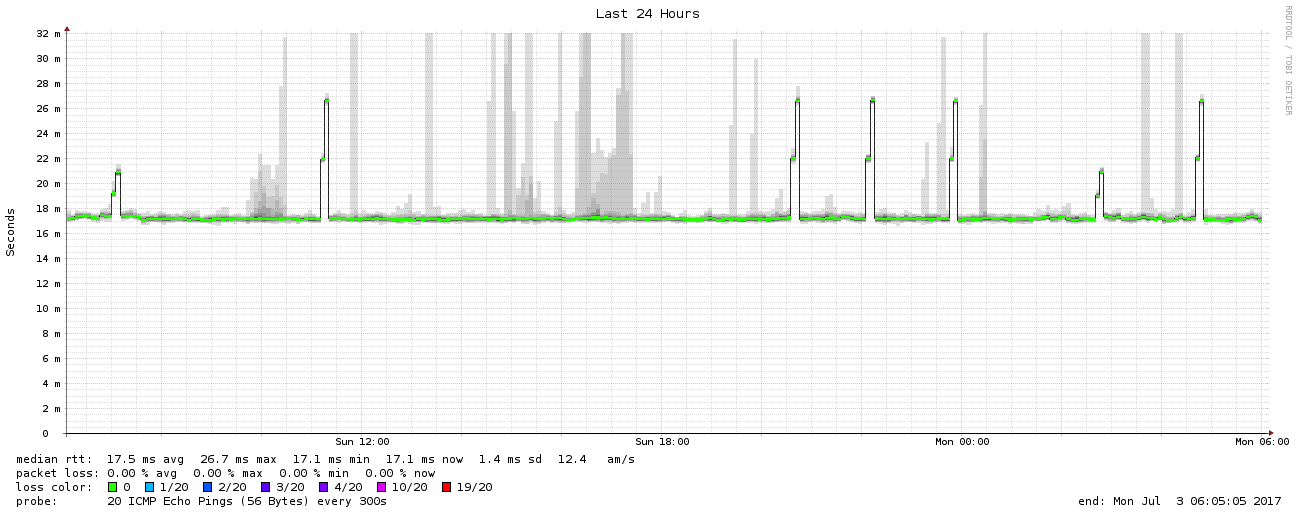 Last 24 Hours
RRDTOOL / TOBI OETIKER
Seconds
32 m
30 m
28 m
26 m
24 m
22 m
20 m
18 m
16 m
14 m
12 m
10 m
8 m
6 m
4 m
2 m
0
Sun 12:00 Sun 18:00 Mon 00:00 Mon 06:00
median rtt: 17.5 ms avg 26.7 ms max 17.1 ms min 17.1 ms now 1.4 ms sd 12.4 am/s
packet loss: 0.00 % avg 0.00 % max 0.00 % min 0.00 % now
loss color: 0 1/20 2/20 3/20 4/20 10/20 19/20
probe: 20 ICMP Echo Pings (56 Bytes) every 300s end: Mon Jul 3 06:05:05 2017